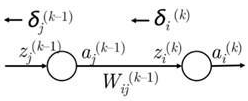 ← δ_j^(k−1) ← δ_i^(k)
z_j^(k−1) a_j^(k−1) z_i^(k) a_i^(k)
W_ij^(k−1)